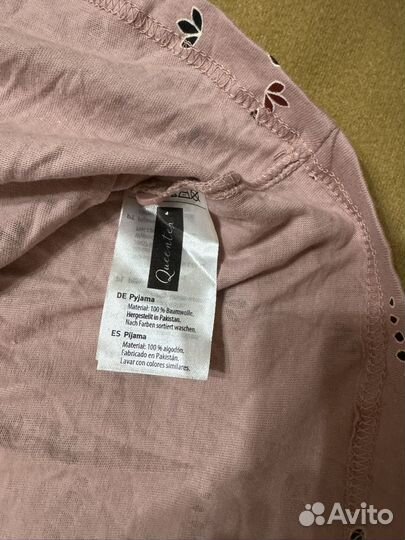 Queentex
DE Pyjama
Material: 100 % Baumwolle.
Hergestellt in Pakistan.
Nach Farben sortiert waschen.
ES Pijama
Material: 100 % algodón.
Fabricado en Pakistán.
Lavar con colores similares.
Avito